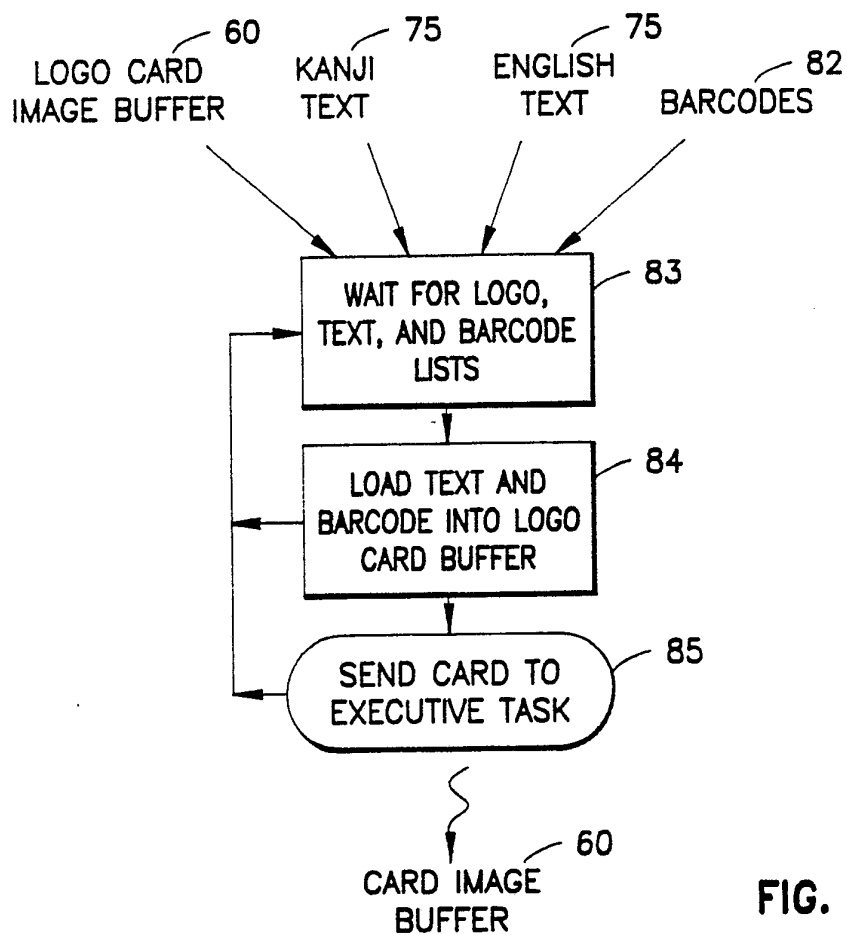 60
LOGO CARD
IMAGE BUFFER
75
KANJI
TEXT
75
ENGLISH
TEXT
82
BARCODES
83
WAIT FOR LOGO,
TEXT, AND BARCODE
LISTS
84
LOAD TEXT AND
BARCODE INTO LOGO
CARD BUFFER
85
SEND CARD TO
EXECUTIVE TASK
60
CARD IMAGE
BUFFER
FIG.